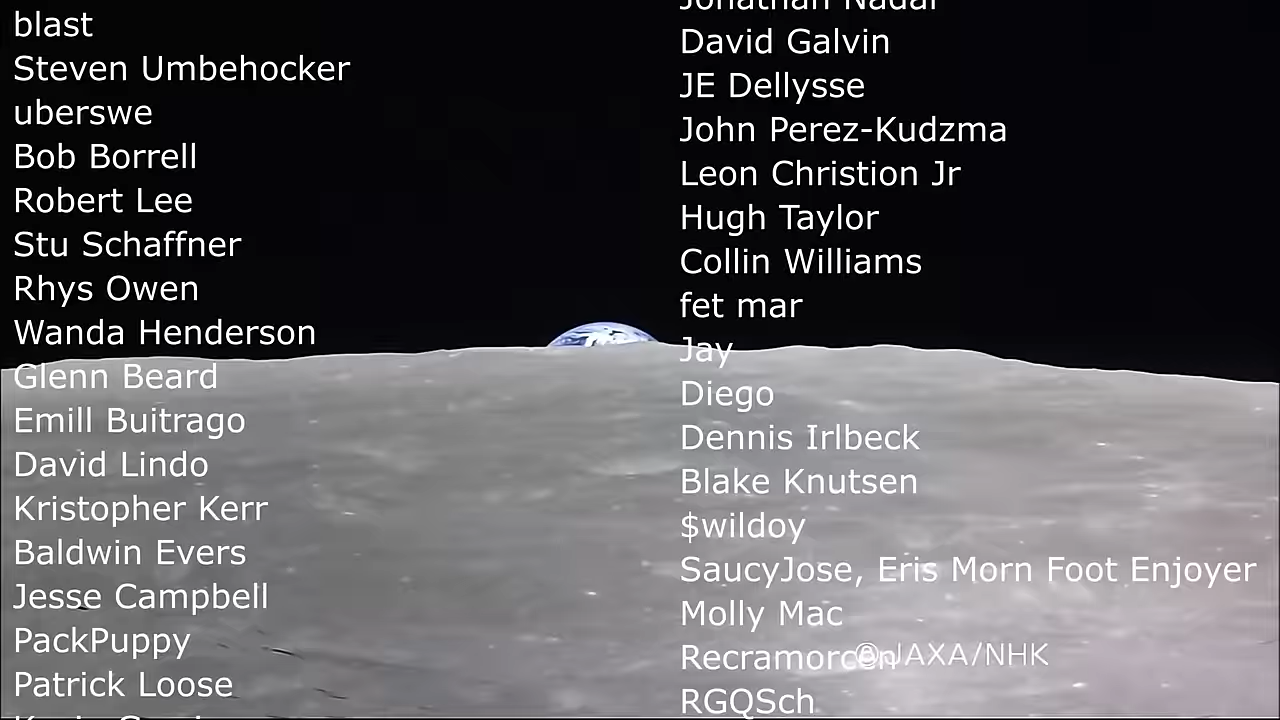 blast
Steven Umbehocker
uberswe
Bob Borrell
Robert Lee
Stu Schaffner
Rhys Owen
Wanda Henderson
Glenn Beard
Emill Buitrago
David Lindo
Kristopher Kerr
Baldwin Evers
Jesse Campbell
PackPuppy
Patrick Loose
Jonathan Nadar
David Galvin
JE Dellysse
John Perez-Kudzma
Leon Christion Jr
Hugh Taylor
Collin Williams
fet mar
Jay
Diego
Dennis Irlbeck
Blake Knutsen
$wildoy
SaucyJose, Eris Morn Foot Enjoyer
Molly Mac
Recramorcen
©JAXA/NHK
RGQSch